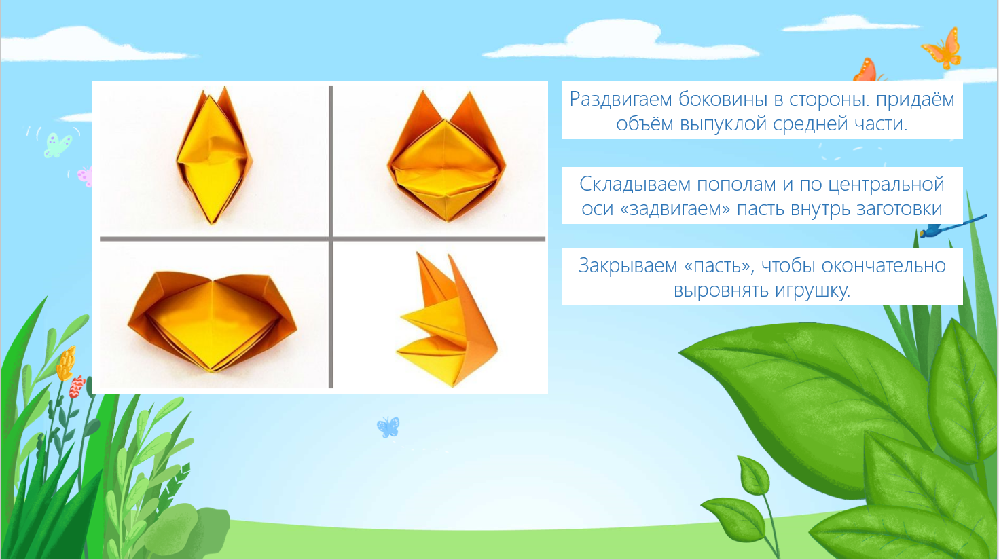 Раздвигаем боковины в стороны. придаём
объём выпуклой средней части.
Складываем пополам и по центральной
оси «задвигаем» пасть внутрь заготовки
Закрываем «пасть», чтобы окончательно
выровнять игрушку.